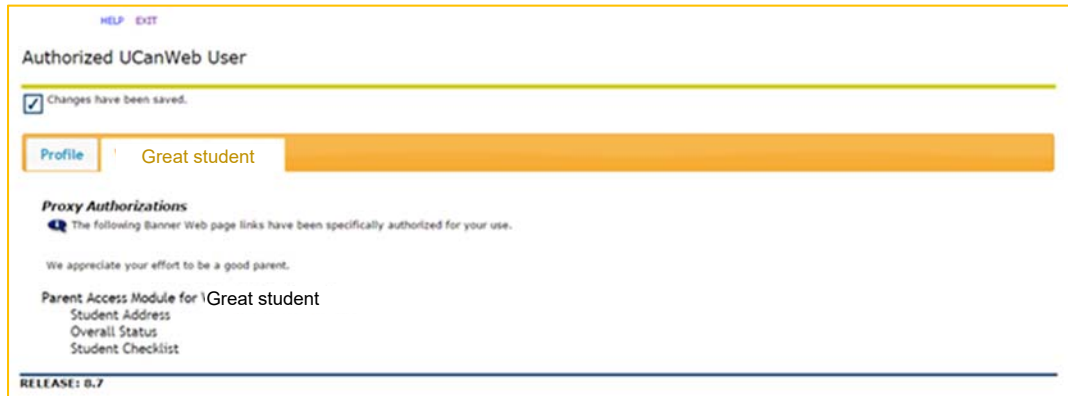 HELP EXIT
Authorized UCanWeb User
Changes have been saved.
Profile Great student
Proxy Authorizations
The following Banner Web page links have been specifically authorized for your use.
We appreciate your effort to be a good parent.
Parent Access Module for Great student
Student Address
Overall Status
Student Checklist
RELEASE: 8.7